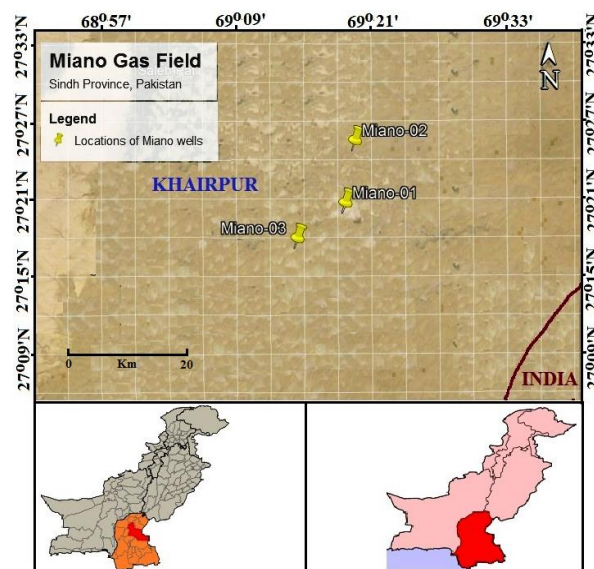 68°57' 69°09' 69°21' 69°33'
27°33'N 27°33'N
Miano Gas Field
Sindh Province, Pakistan
N
Legend
Locations of Miano wells
27°27'N Miano-02 27°27'N
KHAIRPUR
Miano-01
27°21'N 27°21'N
Miano-03
27°15'N 27°15'N
27°09'N 27°09'N
0 Km 20
INDIA